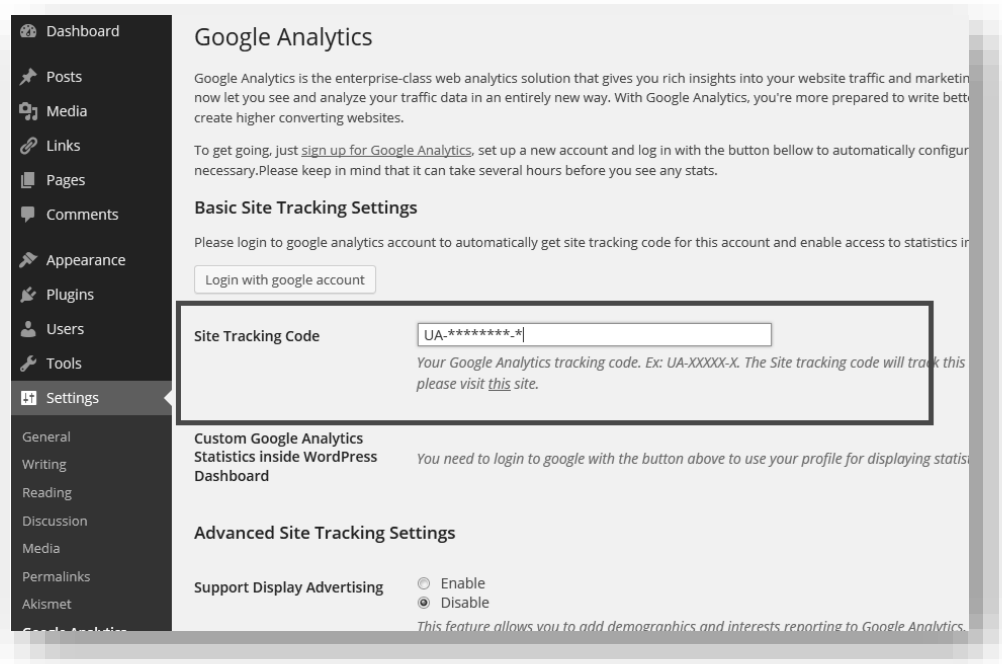 Dashboard
Posts
Media
Links
Pages
Comments
Appearance
Plugins
Users
Tools
Settings
General
Writing
Reading
Discussion
Media
Permalinks
Akismet
Google Analytics
Google Analytics
Google Analytics is the enterprise-class web analytics solution that gives you rich insights into your website traffic and
now let you see and analyze your traffic data in an entirely new way. With Google Analytics, you're more prepared to write
create higher converting websites.
To get going, just sign up for Google Analytics, set up a new account and log in with the button bellow to automatically
necessary.Please keep in mind that it can take several hours before you see any stats.
Basic Site Tracking Settings
Please login to google analytics account to automatically get site tracking code for this account and enable access to statistics
Login with google account
Site Tracking Code
UA-********-*
Your Google Analytics tracking code. Ex: UA-XXXXX-X. The Site tracking code will track this
please visit this site.
Custom Google Analytics
Statistics inside WordPress
Dashboard
You need to login to google with the button above to use your profile for displaying
Advanced Site Tracking Settings
Support Display Advertising
Enable
Disable
This feature allows you to add demographics and interests reporting to Google Analytics.